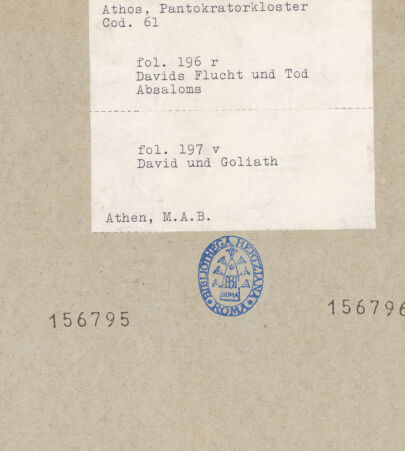 Athos, Pantokratorkloster
Cod. 61
fol. 196 r
Davids Flucht und Tod
Absaloms
fol. 197 v
David und Goliath
Athen, M.A.B.
BIBLIOTHECA HERTZIANA
ROMA
156795
156796